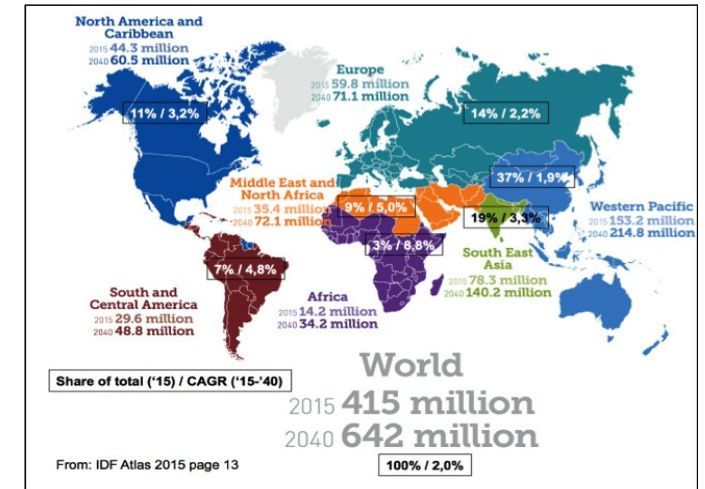 North America and
Caribbean
2015 44.3 million
2040 60.5 million
11% / 3,2%
Europe
2015 59.8 million
2040 71.1 million
14% / 2,2%
37% / 1,9%
Middle East and
North Africa
2015 35.4 million
2040 72.1 million
9% / 5,0%
19% / 3,3%
Western Pacific
2015 153.2 million
2040 214.8 million
3% / 8,8%
7% / 4,8%
South East
Asia
2015 78.3 million
2040 140.2 million
South and
Central America
2015 29.6 million
2040 48.8 million
Africa
2015 14.2 million
2040 34.2 million
World
2015 415 million
2040 642 million
Share of total (‘15) / CAGR (‘15-’40)
From: IDF Atlas 2015 page 13
100% / 2,0%